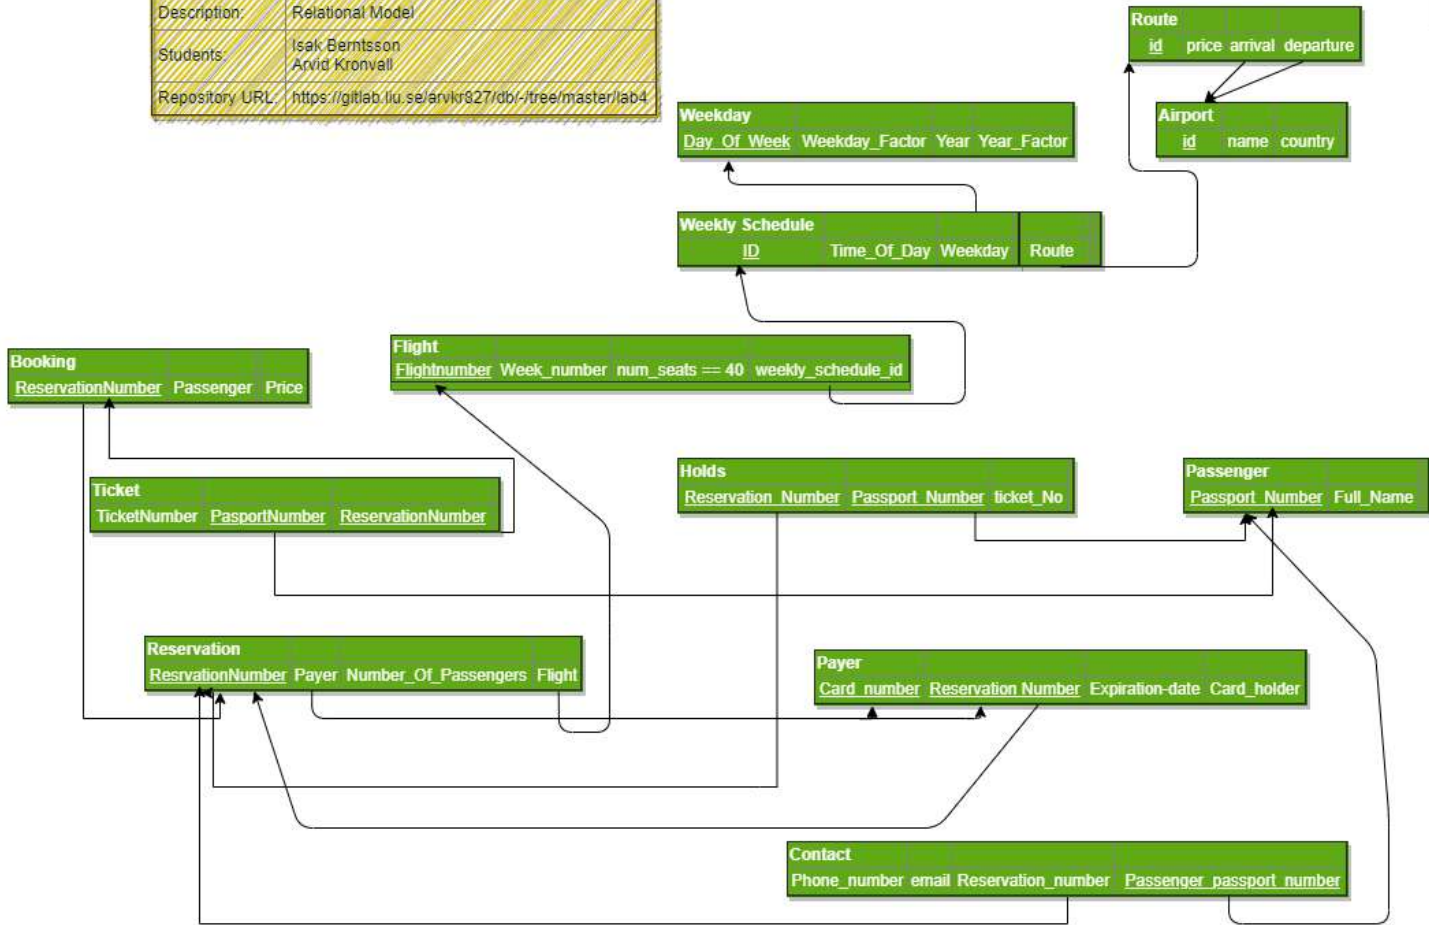 Description: Relational Model
Students: Isak Berntsson
Arvid Kronvall
Repository URL: https://gitlab.liu.se/arvkr827/db/-/tree/master/lab4
Route
id price arrival departure
Airport
id name country
Weekday
Day_Of_Week Weekday_Factor Year Year_Factor
Weekly Schedule
ID Time_Of_Day Weekday Route
Flight
Flightnumber Week_number num_seats == 40 weekly_schedule_id
Booking
ReservationNumber Passenger Price
Ticket
TicketNumber PasportNumber ReservationNumber
Holds
Reservation_Number Passport_Number ticket_No
Passenger
Passport_Number Full_Name
Reservation
ResrvationNumber Payer Number_Of_Passengers Flight
Payer
Card_number Reservation Number Expiration-date Card_holder
Contact
Phone_number email Reservation_number Passenger_passport_number